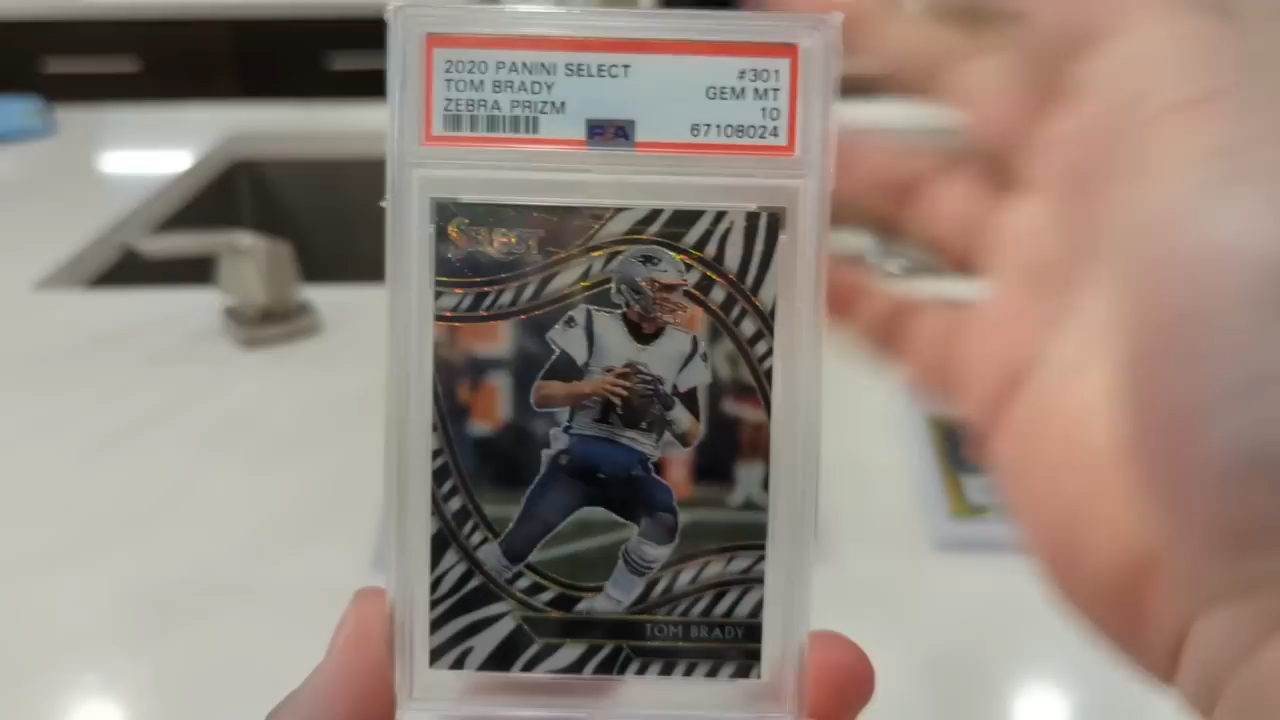 2020 PANINI SELECT #301
TOM BRADY GEM MT
ZEBRA PRIZM 10
PSA 67108024
SELECT
TOM BRADY